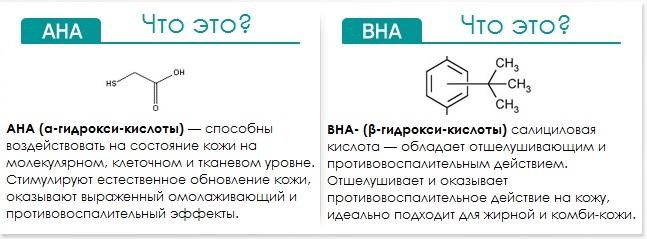 AHA
Что это?
HS
OH
O
AHA (α-гидрокси-кислоты) — способны
воздействовать на состояние кожи на
молекулярном, клеточном и тканевом уровне.
Стимулируют естественное обновление кожи,
оказывают выраженный омолаживающий и
противовоспалительный эффекты.
BHA
Что это?
CH3
CH3
CH3
BHA- (β-гидрокси-кислоты) салициловая
кислота — обладает отшелушивающим и
противовоспалительным действием.
Отшелушивает и оказывает
противовоспалительное действие на кожу,
идеально подходит для жирной и комби-кожи.